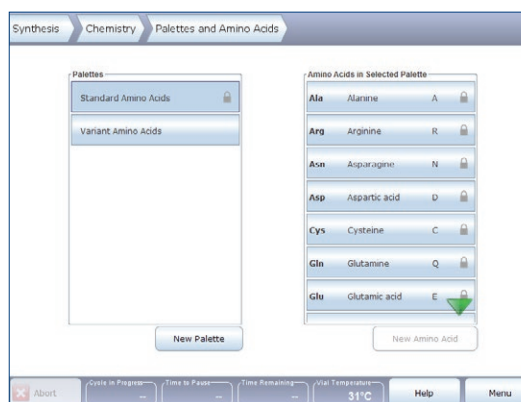 Synthesis Chemistry Palettes and Amino Acids
Palettes
Standard Amino Acids
Variant Amino Acids
New Palette
Amino Acids in Selected Palette
Ala Alanine A
Arg Arginine R
Asn Asparagine N
Asp Aspartic acid D
Cys Cysteine C
Gln Glutamine Q
Glu Glutamic acid E
New Amino Acid
Abort
Cycle in Progress
--
Time to Pause
--
Time Remaining
--
Vial Temperature
31°C
Help
Menu